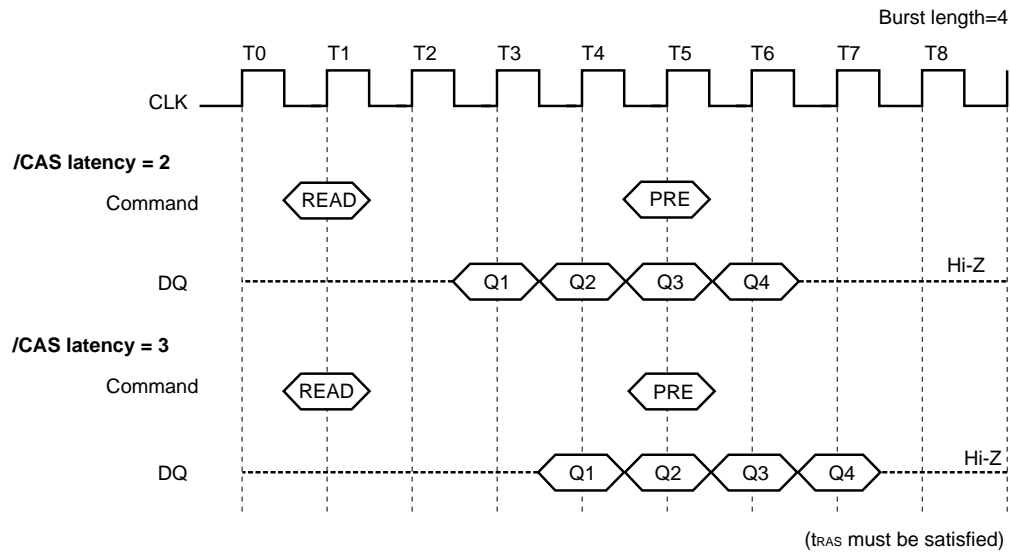 Burst length=4
T0 T1 T2 T3 T4 T5 T6 T7 T8
CLK
/CAS latency = 2
Command READ PRE
DQ Q1 Q2 Q3 Q4 Hi-Z
/CAS latency = 3
Command READ PRE
DQ Q1 Q2 Q3 Q4 Hi-Z
(tRAS must be satisfied)